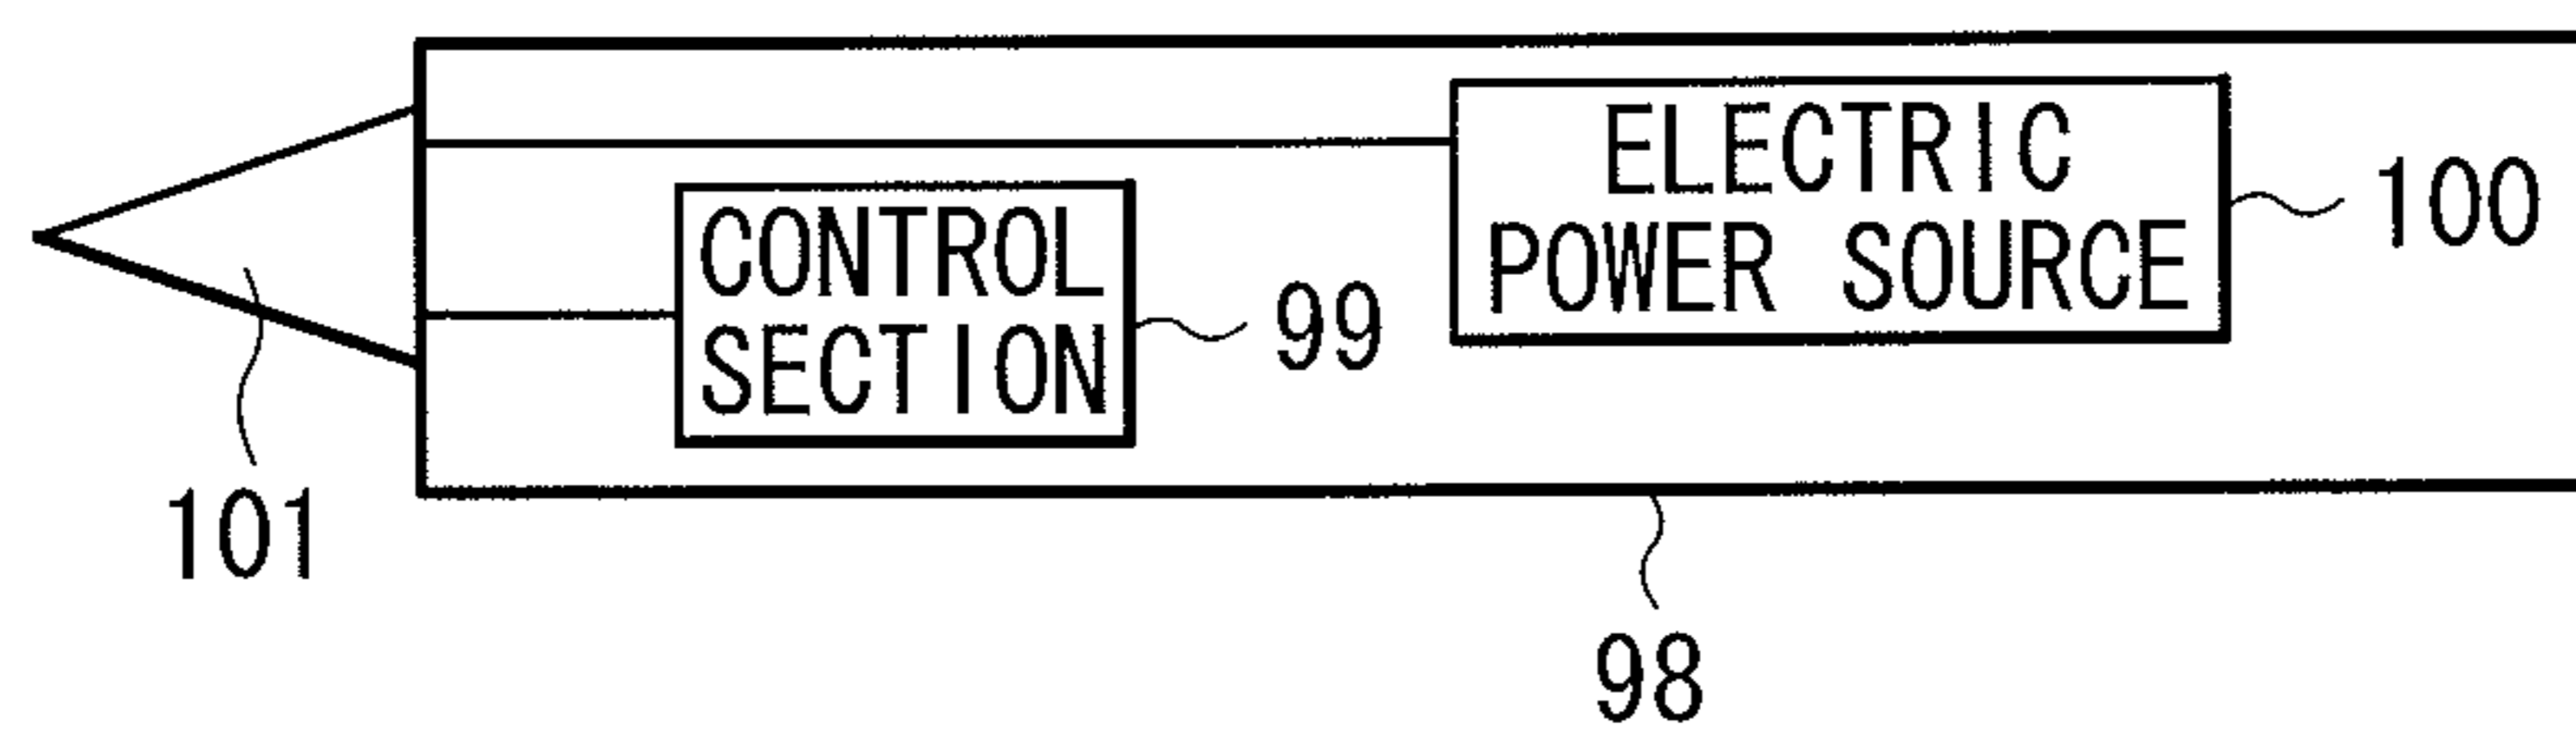 ELECTRIC
POWER SOURCE
100
CONTROL
SECTION
99
101
98